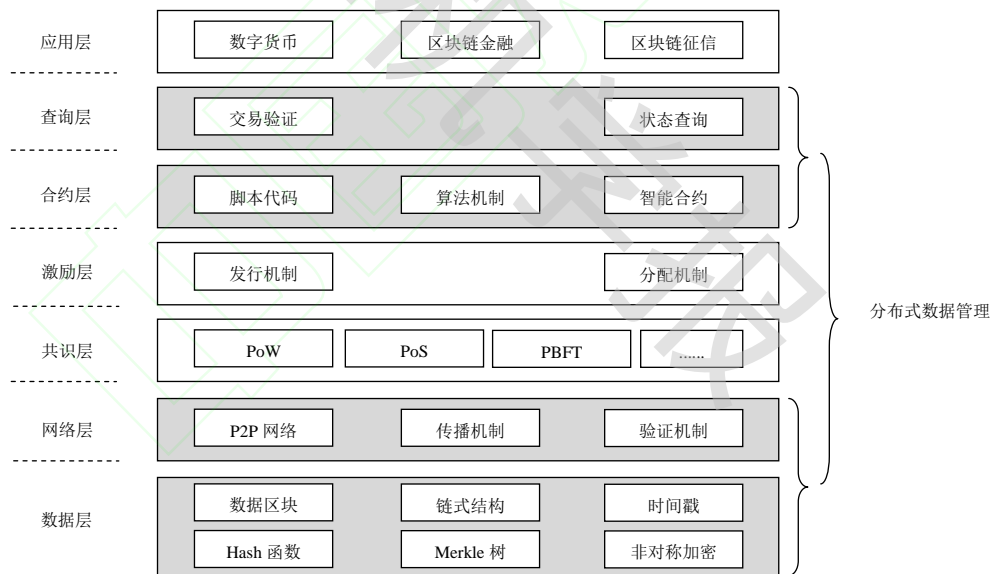 应用层
数字货币
区块链金融
区块链征信
查询层
交易验证
状态查询
合约层
脚本代码
算法机制
智能合约
激励层
发行机制
分配机制
共识层
PoW
PoS
PBFT
......
网络层
P2P 网络
传播机制
验证机制
数据层
数据区块
链式结构
时间戳
Hash 函数
Merkle 树
非对称加密
分布式数据管理
机学报